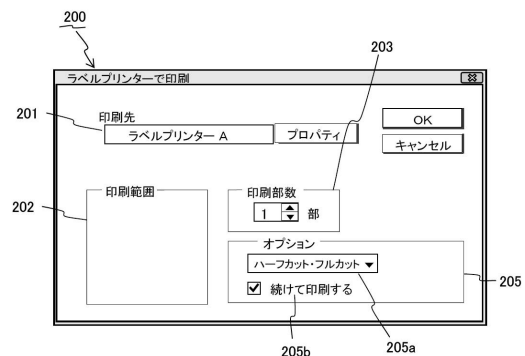 200
203
ラベルプリンターで印刷
201
印刷先
ラベルプリンター A
プロパティ
OK
キャンセル
202
印刷範囲
印刷部数
1 部
オプション
ハーフカット・フルカット ▼
205
続けて印刷する
205b
205a